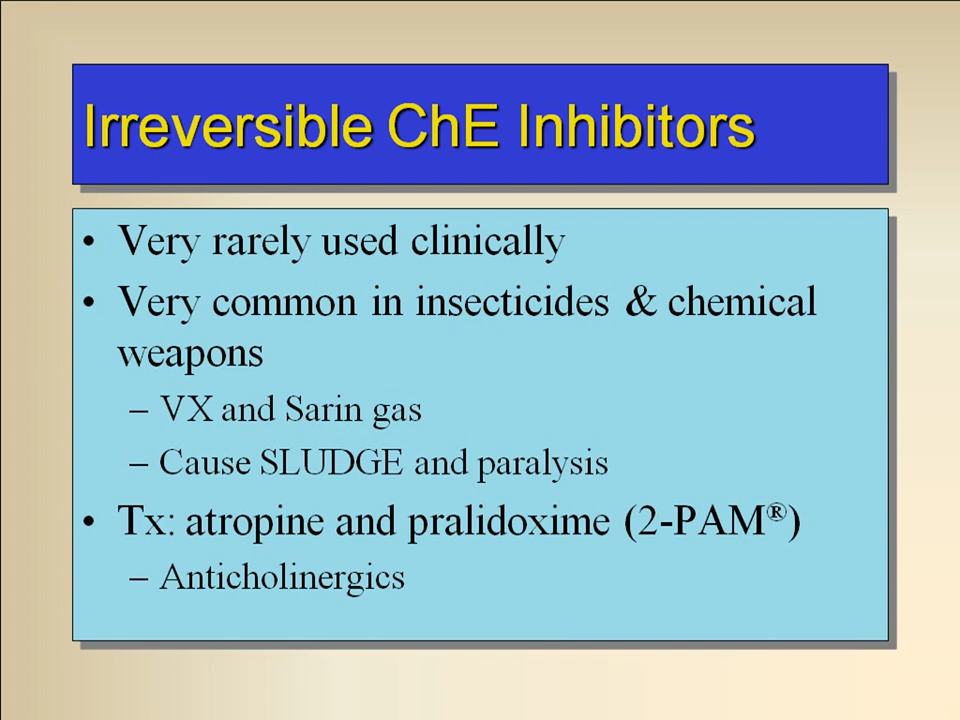 Irreversible ChE Inhibitors
• Very rarely used clinically
• Very common in insecticides & chemical
weapons
– VX and Sarin gas
– Cause SLUDGE and paralysis
• Tx: atropine and pralidoxime (2-PAM®)
– Anticholinergics